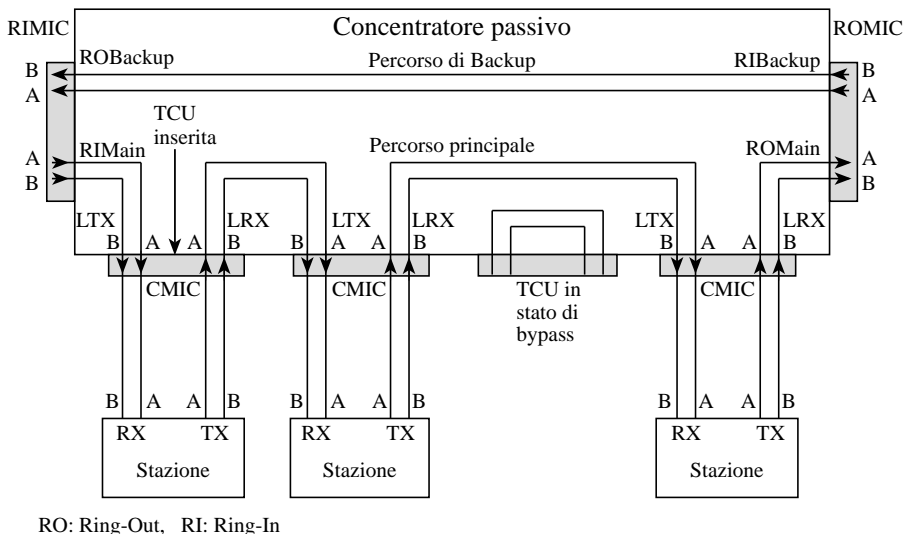 RIMIC
Concentratore passivo
ROMIC
ROBackup
Percorso di Backup
RIBackup
B
A
B
A
TCU
inserita
A
B
RIMain
Percorso principale
ROMain
A
B
LTX
LRX
LTX
LRX
LTX
LRX
B A A B
B A A B
B A A B
CMIC
CMIC
TCU in
stato di
bypass
CMIC
B A A B
B A A B
B A A B
RX TX
RX TX
RX TX
Stazione
Stazione
Stazione
RO: Ring-Out, RI: Ring-In